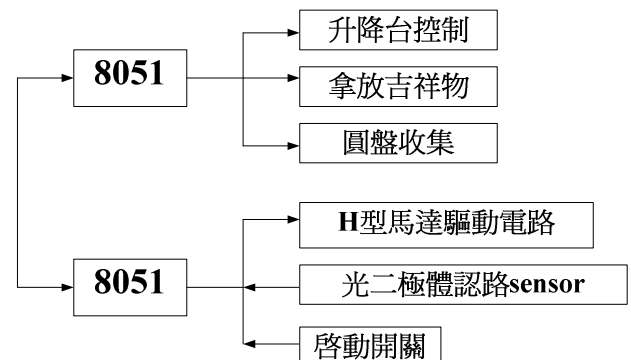 升降台控制
8051
拿放吉祥物
圓盤收集
H型馬達驅動電路
8051
光二極體認路sensor
啓動開關